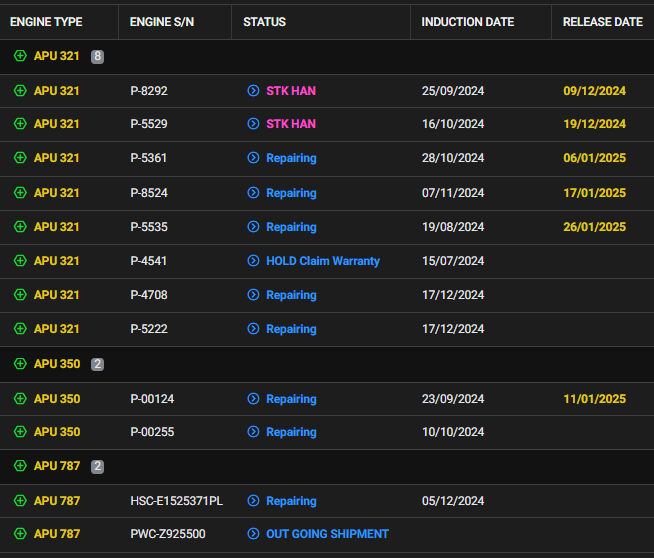 ENGINE TYPE ENGINE S/N STATUS INDUCTION DATE RELEASE DATE
APU 321 8
APU 321 P-8292 STK HAN 25/09/2024 09/12/2024
APU 321 P-5529 STK HAN 16/10/2024 19/12/2024
APU 321 P-5361 Repairing 28/10/2024 06/01/2025
APU 321 P-8524 Repairing 07/11/2024 17/01/2025
APU 321 P-5535 Repairing 19/08/2024 26/01/2025
APU 321 P-4541 HOLD Claim Warranty 15/07/2024
APU 321 P-4708 Repairing 17/12/2024
APU 321 P-5222 Repairing 17/12/2024
APU 350 2
APU 350 P-00124 Repairing 23/09/2024 11/01/2025
APU 350 P-00255 Repairing 10/10/2024
APU 787 2
APU 787 HSC-E1525371PL Repairing 05/12/2024
APU 787 PWC-Z925500 OUT GOING SHIPMENT